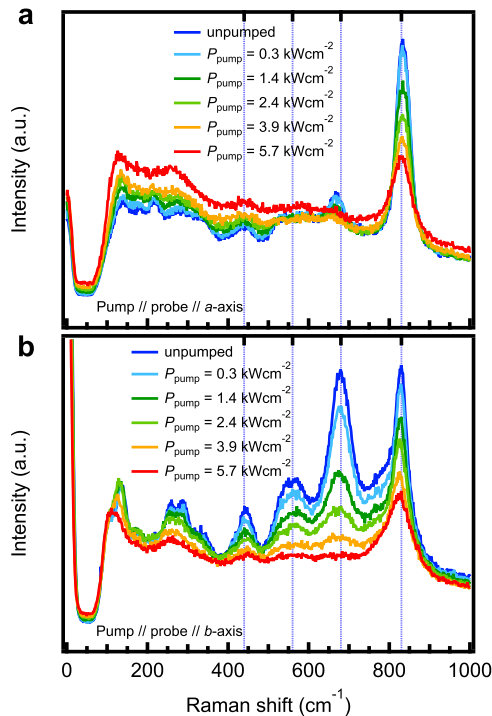 a
Intensity (a.u.)
unpumped
Ppump = 0.3 kWcm-2
Ppump = 1.4 kWcm-2
Ppump = 2.4 kWcm-2
Ppump = 3.9 kWcm-2
Ppump = 5.7 kWcm-2
Pump // probe // a-axis
b
Intensity (a.u.)
unpumped
Ppump = 0.3 kWcm-2
Ppump = 1.4 kWcm-2
Ppump = 2.4 kWcm-2
Ppump = 3.9 kWcm-2
Ppump = 5.7 kWcm-2
Pump // probe // b-axis
0 200 400 600 800 1000
Raman shift (cm-1)